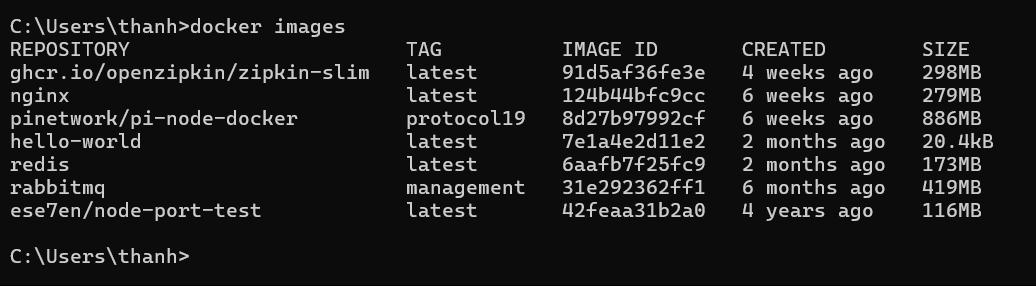 C:\Users\thanh>docker images
REPOSITORY TAG IMAGE ID CREATED SIZE
ghcr.io/openzipkin/zipkin-slim latest 91d5af36fe3e 4 weeks ago 298MB
nginx latest 124b44bfc9cc 6 weeks ago 279MB
pinetwork/pi-node-docker protocol19 8d27b97992cf 6 weeks ago 886MB
hello-world latest 7e1a4e2d11e2 2 months ago 20.4kB
redis latest 6aafb7f25fc9 2 months ago 173MB
rabbitmq management 31e292362ff1 6 months ago 419MB
ese7en/node-port-test latest 42feaa31b2a0 4 years ago 116MB
C:\Users\thanh>